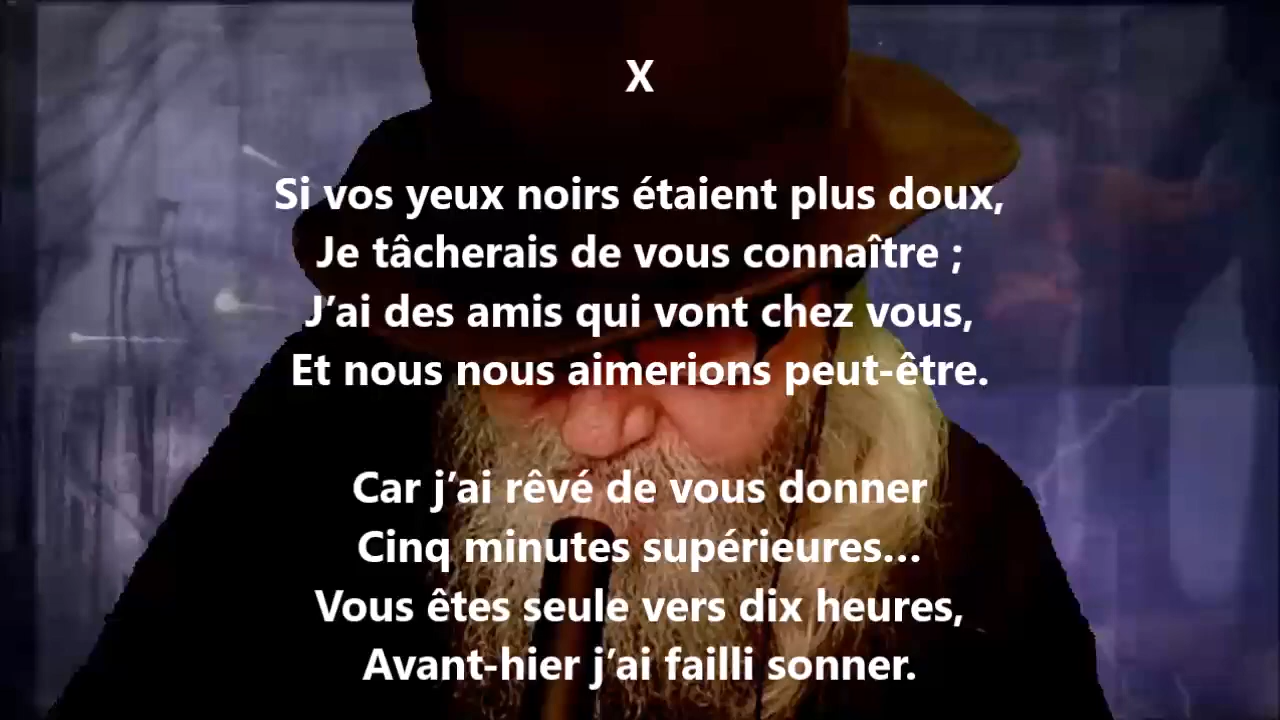 X
Si vos yeux noirs étaient plus doux,
Je tâcherais de vous connaître ;
J’ai des amis qui vont chez vous,
Et nous nous aimerions peut-être.
Car j’ai rêvé de vous donner
Cinq minutes supérieures…
Vous êtes seule vers dix heures,
Avant-hier j’ai failli sonner.